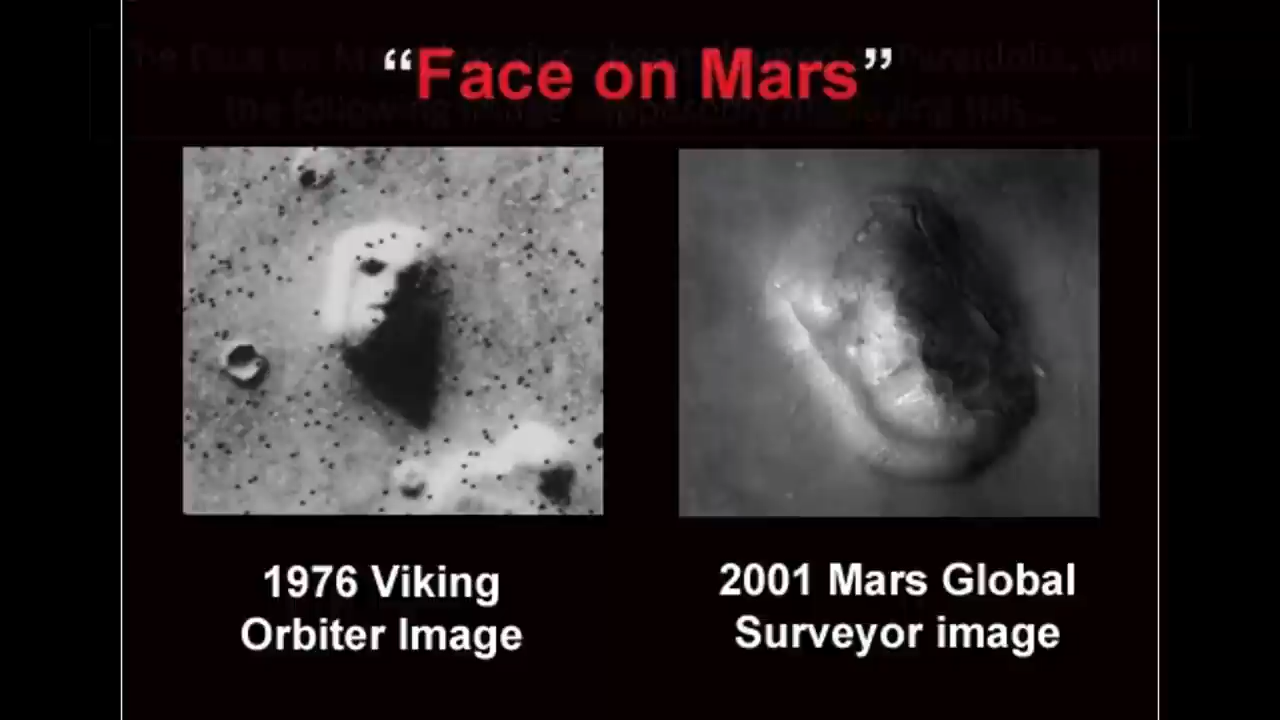 “Face on Mars”
1976 Viking
Orbiter Image
2001 Mars Global
Surveyor image